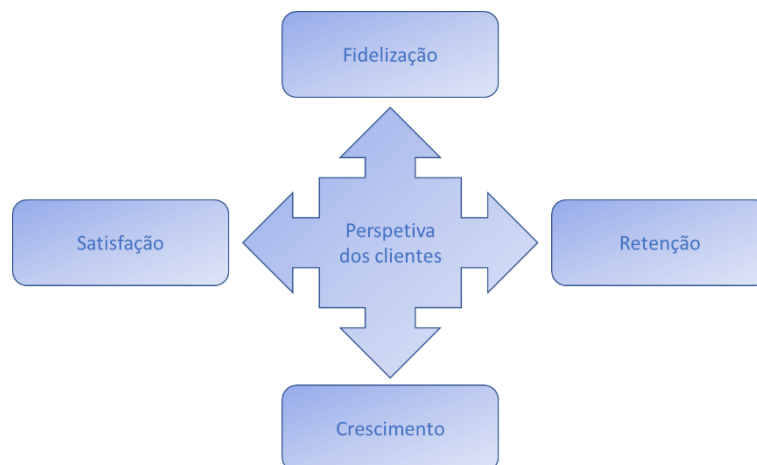 Fidelização
Satisfação
Perspetiva
dos clientes
Retenção
Crescimento